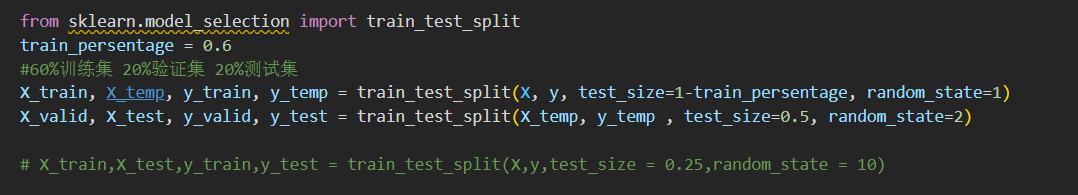 from sklearn.model_selection import train_test_split
train_persentage = 0.6
#60%训练集 20%验证集 20%测试集
X_train, X_temp, y_train, y_temp = train_test_split(X, y, test_size=1-train_persentage, random_state=1)
X_valid, X_test, y_valid, y_test = train_test_split(X_temp, y_temp , test_size=0.5, random_state=2)
# X_train,X_test,y_train,y_test = train_test_split(X,y,test_size = 0.25,random_state = 10)